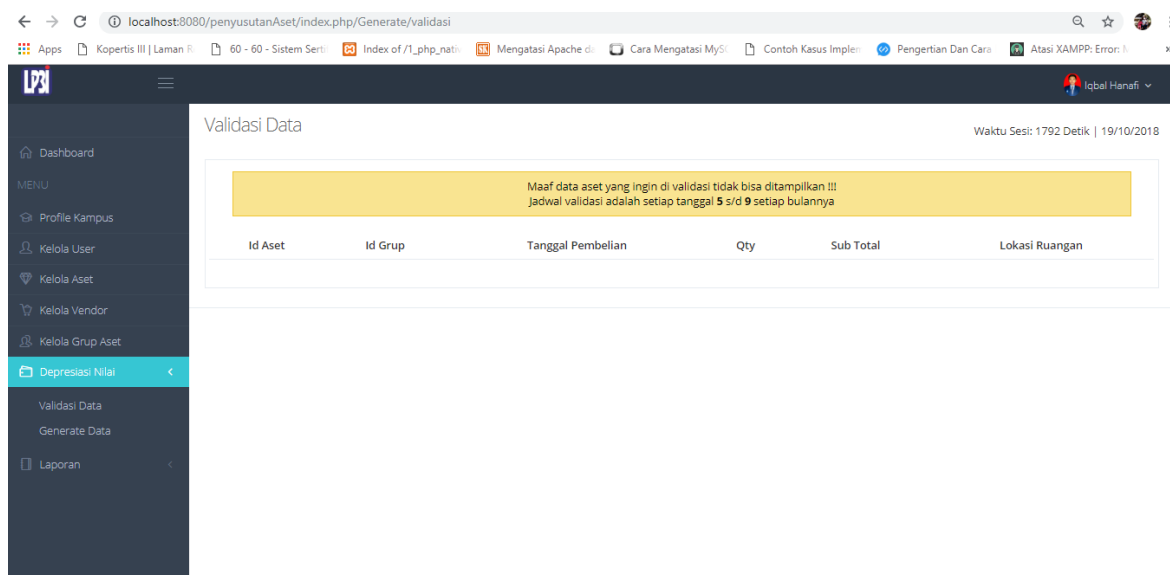 localhost:8080/penyusutanAset/index.php/Generate/validasi
Apps Kopertis III | Laman R 60 - 60 - Sistem Serti Index of /1_php_nativ Mengatasi Apache da Cara Mengatasi MySC Contoh Kasus Implem Pengertian Dan Cara Atasi XAMPP: Error: M
LP3I Iqbal Hanafi
Validasi Data
Waktu Sesi: 1792 Detik | 19/10/2018
Dashboard
MENU
Profile Kampus
Kelola User
Kelola Aset
Kelola Vendor
Kelola Grup Aset
Depresiasi Nilai
Validasi Data
Generate Data
Laporan
Maaf data aset yang ingin di validasi tidak bisa ditampilkan !!!
Jadwal validasi adalah setiap tanggal 5 s/d 9 setiap bulannya
Id Aset Id Grup Tanggal Pembelian Qty Sub Total Lokasi Ruangan